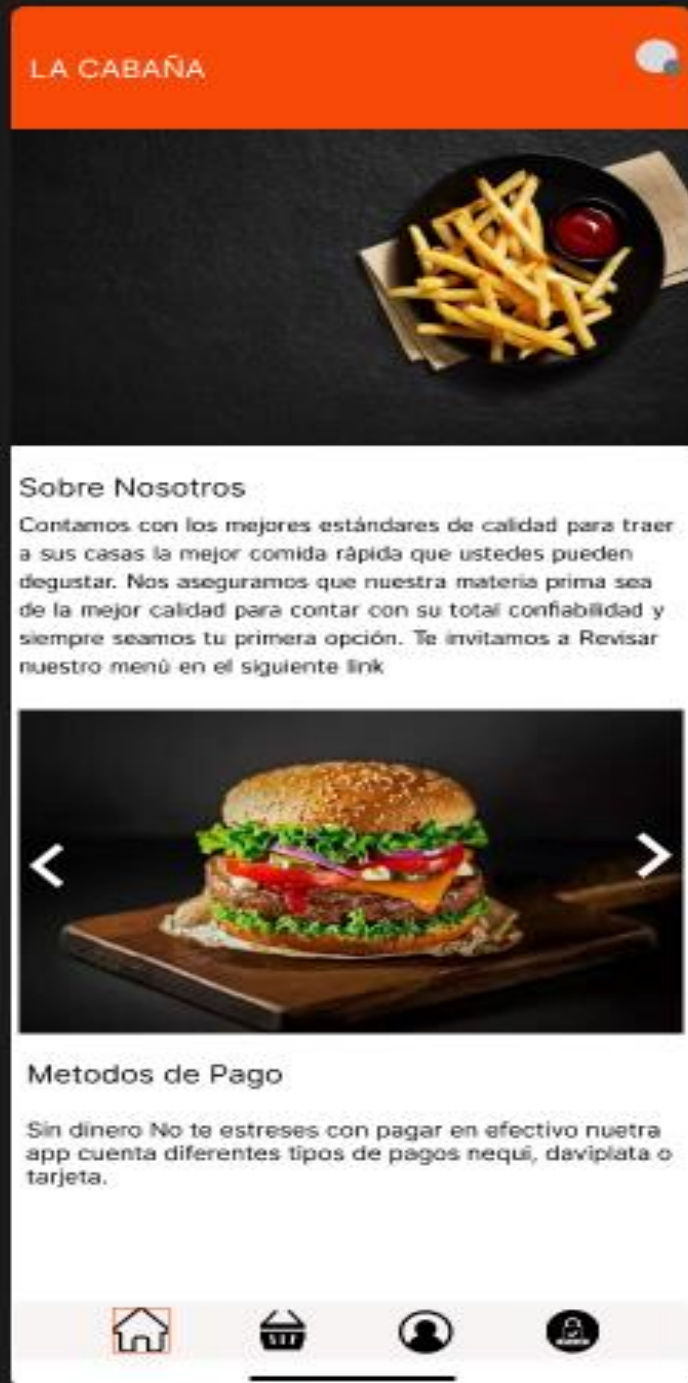 LA CABAÑA
Sobre Nosotros
Contamos con los mejores estándares de calidad para traer
a sus casas la mejor comida rápida que ustedes pueden
degustar. Nos aseguramos que nuestra materia prima sea
de la mejor calidad para contar con su total confiabilidad y
siempre seamos tu primera opción. Te invitamos a Revisar
nuestro menú en el siguiente link
Metodos de Pago
Sin dinero No te estreses con pagar en efectivo nuetra
app cuenta diferentes tipos de pagos nequi, daviplata o
tarjeta.